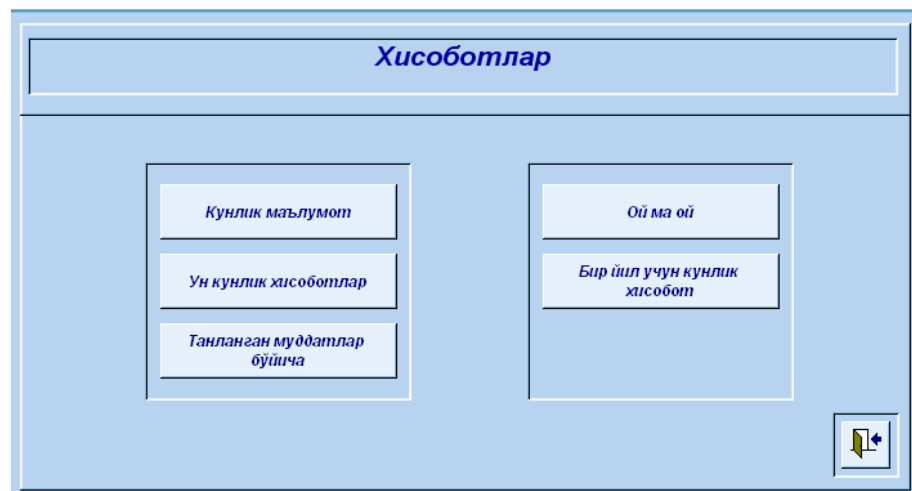 Хисоботлар
Кунлик маълумот
Ун кунлик хисоботлар
Танланган муддатлар
бўйича
Ой ма ой
Бир йил учун кунлик
хисобот